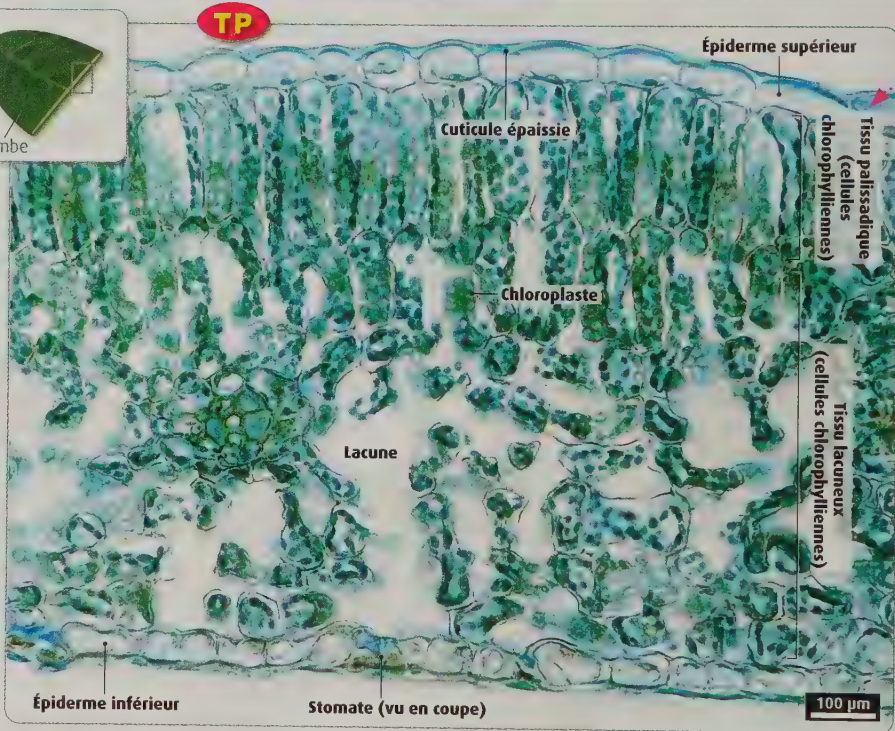 TP
Épiderme supérieur
Cuticule épaissie
Tissu palissadique
(cellules
chlorophylliennes)
Chloroplaste
Lacune
Tissu lacuneux
(cellules chlorophylliennes)
Épiderme inférieur
Stomate (vu en coupe)
100 µm